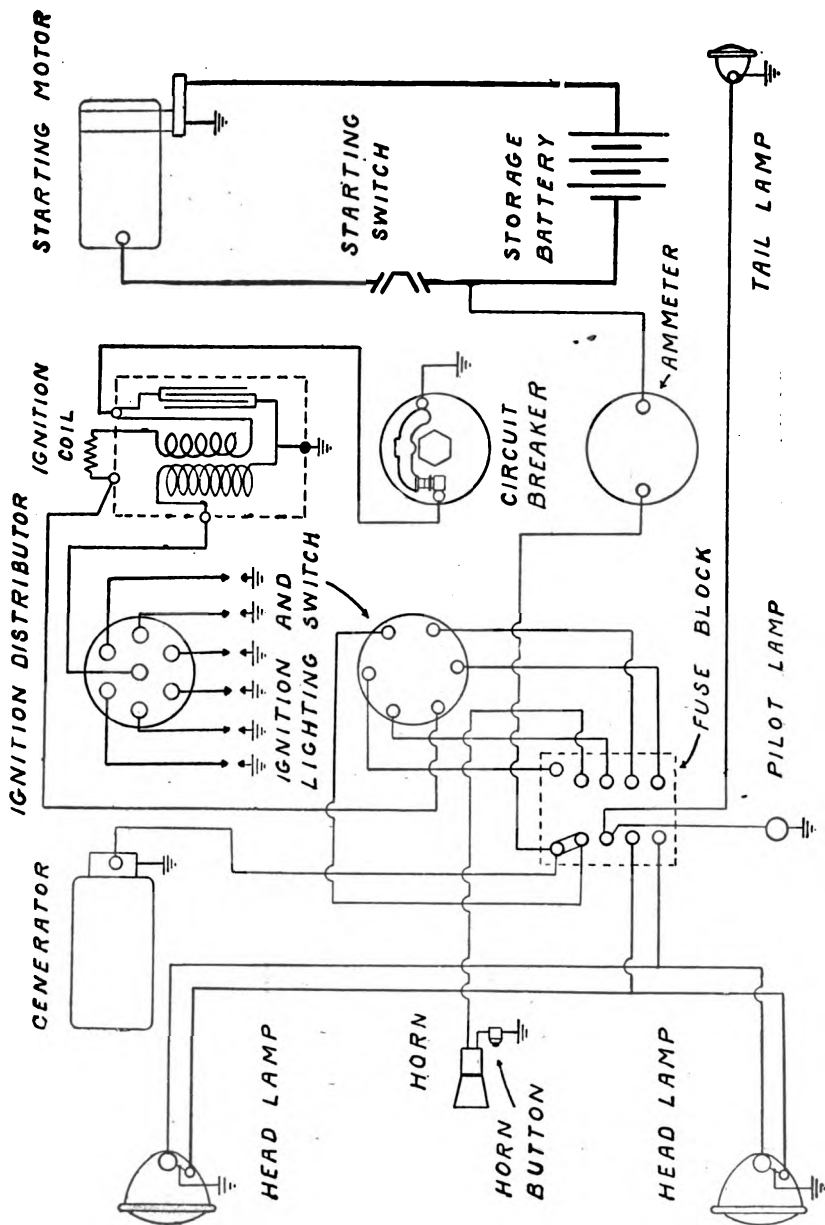 STARTING MOTOR
STARTING
SWITCH
STORAGE
BATTERY
TAIL LAMP
AMMETER
IGNITION
COIL
CIRCUIT
BREAKER
IGNITION DISTRIBUTOR
IGNITION AND
LIGHTING SWITCH
FUSE BLOCK
PILOT LAMP
GENERATOR
HORN
HORN
BUTTON
HEAD LAMP
HEAD LAMP